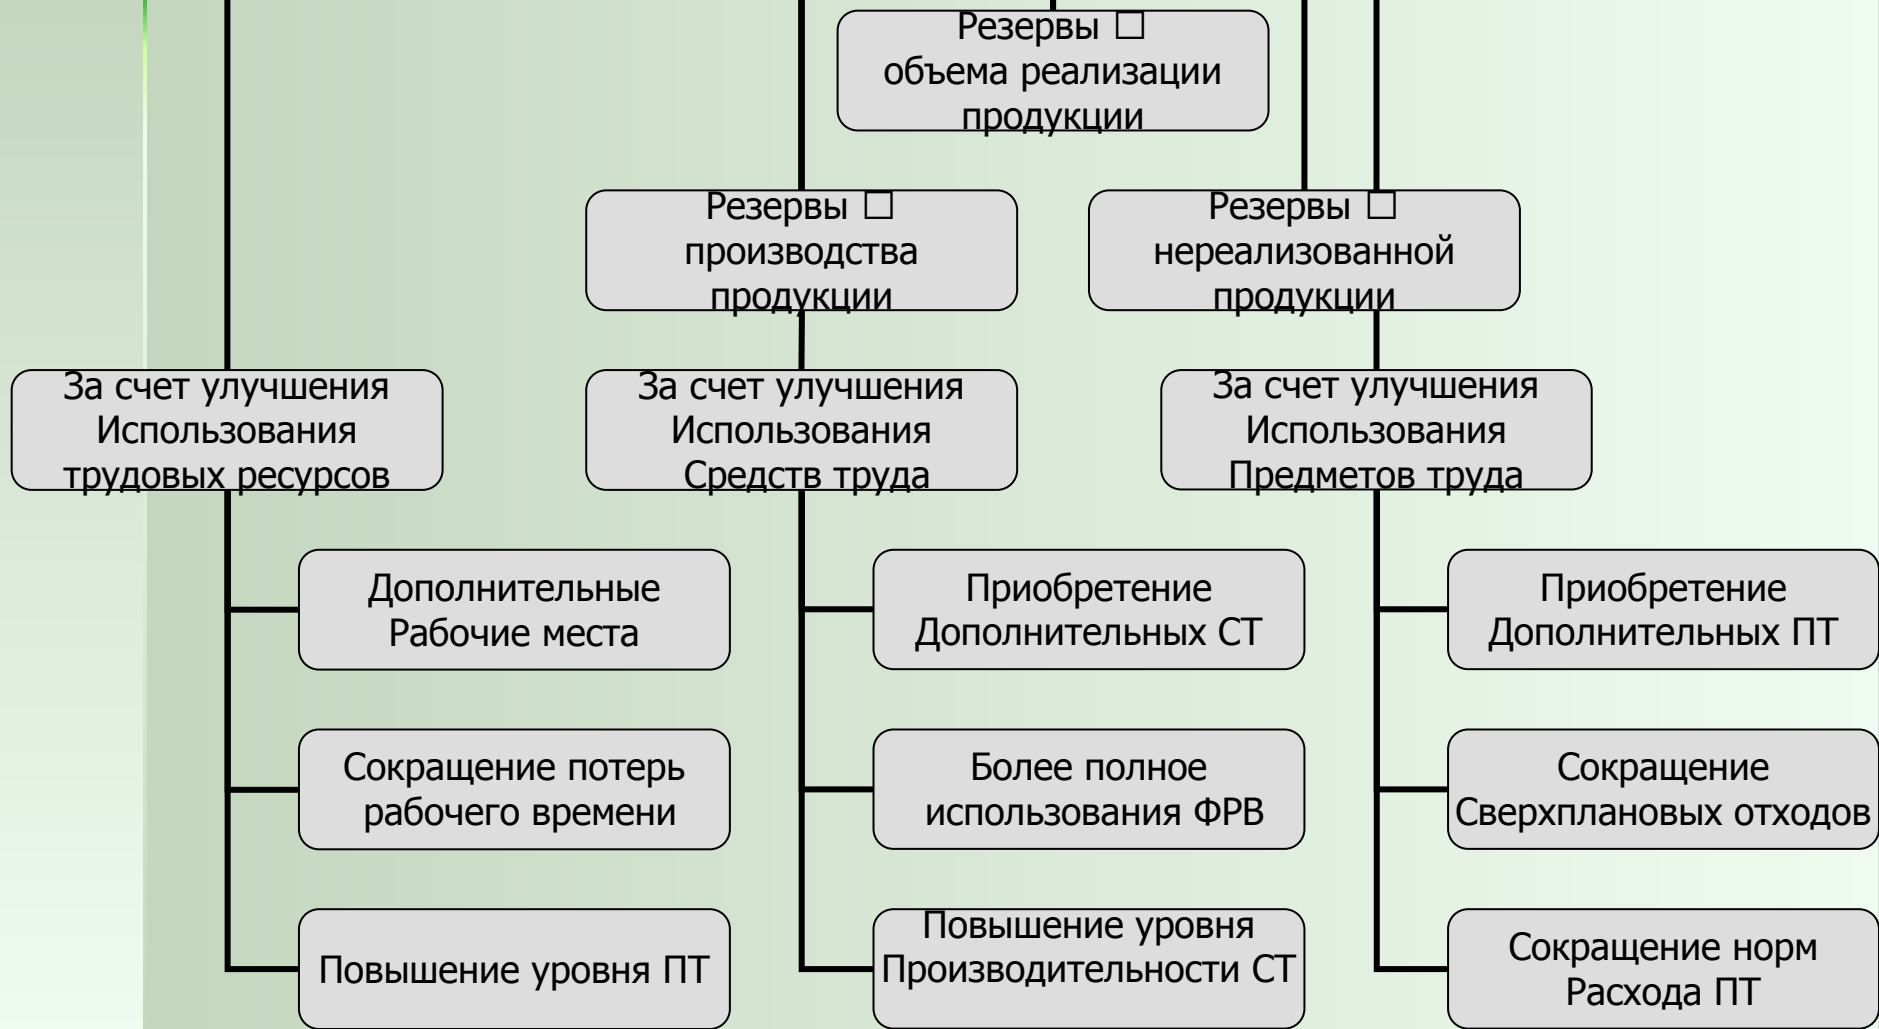 Резервы □
объема реализации
продукции
Резервы □
производства
продукции
Резервы □
нереализованной
продукции
За счет улучшения
Использования
трудовых ресурсов
За счет улучшения
Использования
Средств труда
За счет улучшения
Использования
Предметов труда
Дополнительные
Рабочие места
Приобретение
Дополнительных СТ
Приобретение
Дополнительных ПТ
Сокращение потерь
рабочего времени
Более полное
использования ФРВ
Сокращение
Сверхплановых отходов
Повышение уровня ПТ
Повышение уровня
Производительности СТ
Сокращение норм
Расхода ПТ